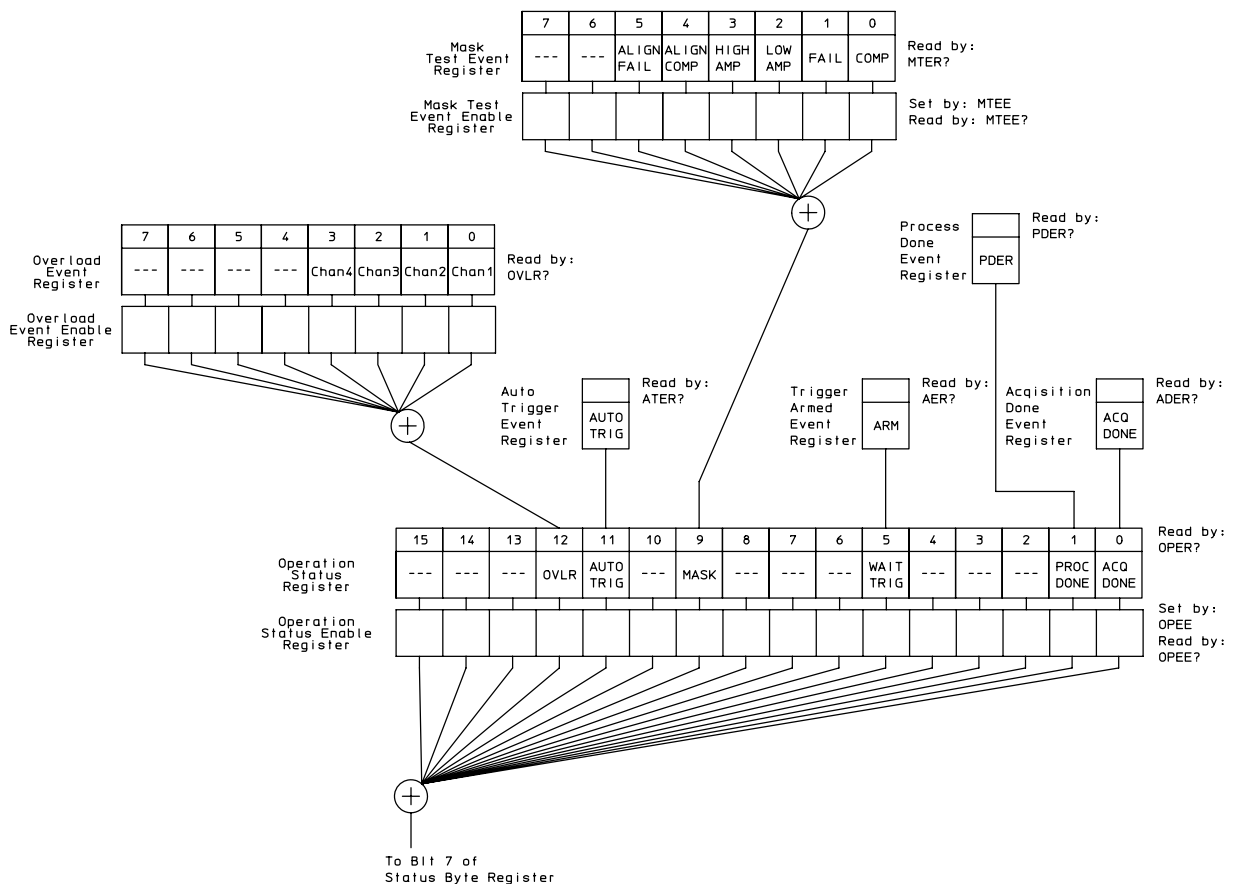 7 6 5 4 3 2 1 0
Mask
Test Event
Register
--- --- ALIGN FAIL ALIGN COMP HIGH AMP LOW AMP FAIL COMP
Read by:
MTER?
Mask Test
Event Enable
Register
Set by: MTEE
Read by: MTEE?
7 6 5 4 3 2 1 0
Overload
Event
Register
--- --- --- --- Chan4 Chan3 Chan2 Chan1
Read by:
OVLR?
Overload
Event Enable
Register
Process
Done
Event
Register
PDER
Read by:
PDER?
Auto
Trigger
Event
Register
AUTO
TRIG
Read by:
ATER?
Trigger
Armed
Event
Register
ARM
Read by:
AER?
Acqisition
Done
Event
Register
ACQ
DONE
Read by:
ADER?
15 14 13 12 11 10 9 8 7 6 5 4 3 2 1 0
Operation
Status
Register
--- --- --- OVLR AUTO TRIG --- MASK --- --- --- WAIT TRIG --- --- --- PROC DONE ACQ DONE
Read by:
OPER?
Operation
Status Enable
Register
Set by:
OPEE
Read by:
OPEE?
To BIt 7 of
Status Byte Register